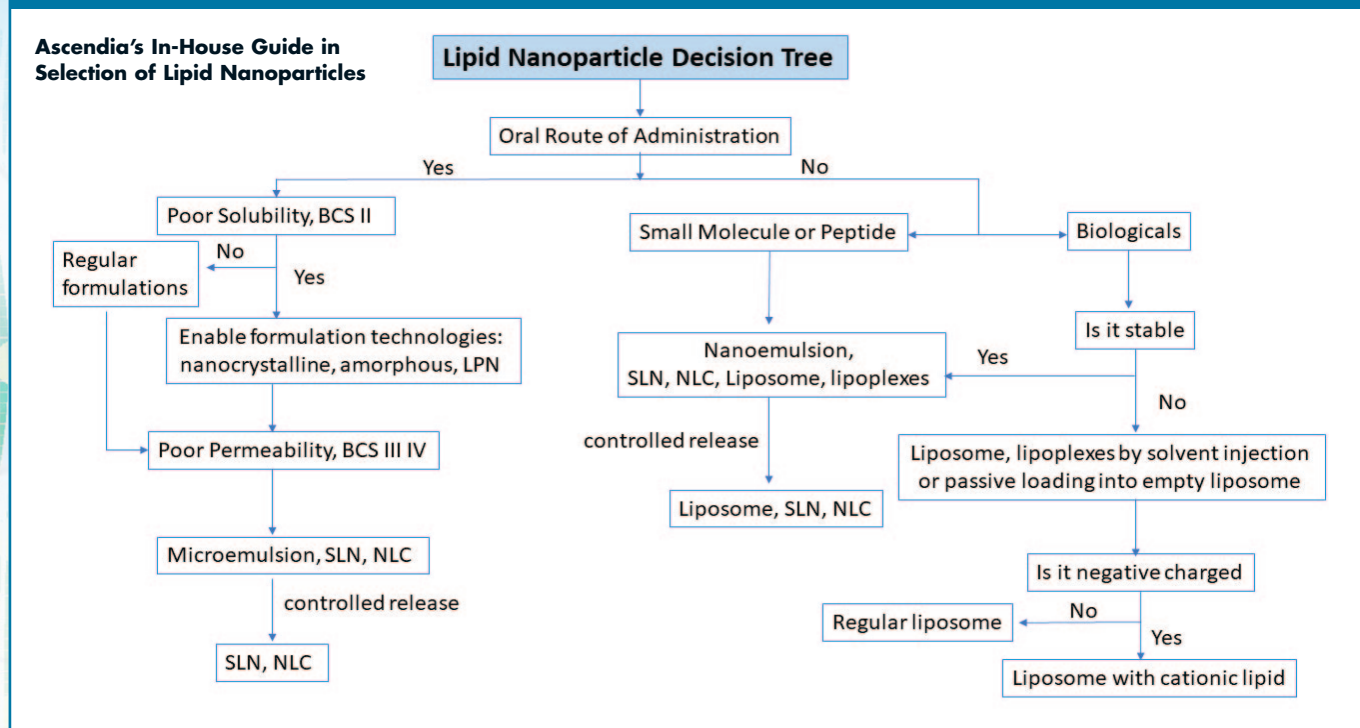 Ascendia's In-House Guide in
Selection of Lipid Nanoparticles
Lipid Nanoparticle Decision Tree
Oral Route of Administration
Yes
No
Poor Solubility, BCS II
Small Molecule or Peptide
Biologicals
No
Regular
formulations
Yes
Is it stable
Enable formulation technologies:
nanocrystalline, amorphous, LPN
Nanoemulsion,
SLN, NLC, Liposome, lipoplexes
Yes
No
Poor Permeability, BCS III IV
controlled release
Liposome, lipoplexes by solvent injection
or passive loading into empty liposome
Liposome, SLN, NLC
Microemulsion, SLN, NLC
Is it negative charged
controlled release
No
Regular liposome
Yes
SLN, NLC
Liposome with cationic lipid